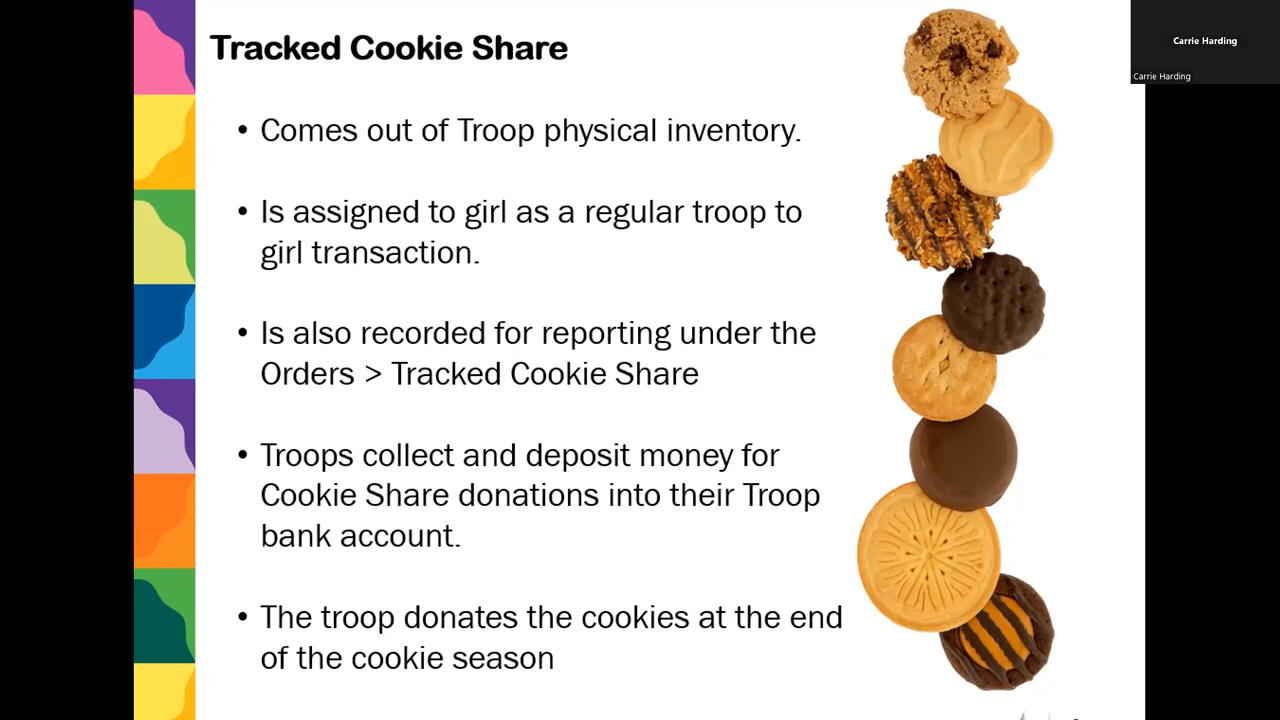 Tracked Cookie Share
• Comes out of Troop physical inventory.
• Is assigned to girl as a regular troop to
girl transaction.
• Is also recorded for reporting under the
Orders > Tracked Cookie Share
• Troops collect and deposit money for
Cookie Share donations into their Troop
bank account.
• The troop donates the cookies at the end
of the cookie season
Carrie Harding
Carrie Harding